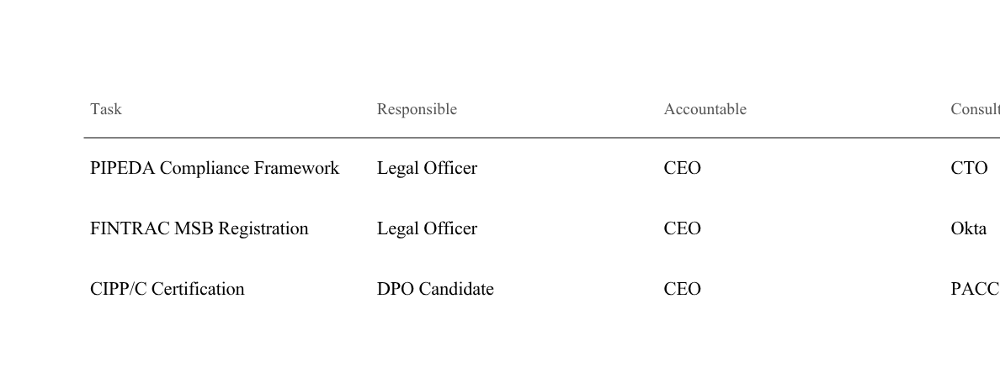 Task Responsible Accountable Consult
PIPEDA Compliance Framework Legal Officer CEO CTO
FINTRAC MSB Registration Legal Officer CEO Okta
CIPP/C Certification DPO Candidate CEO PACC